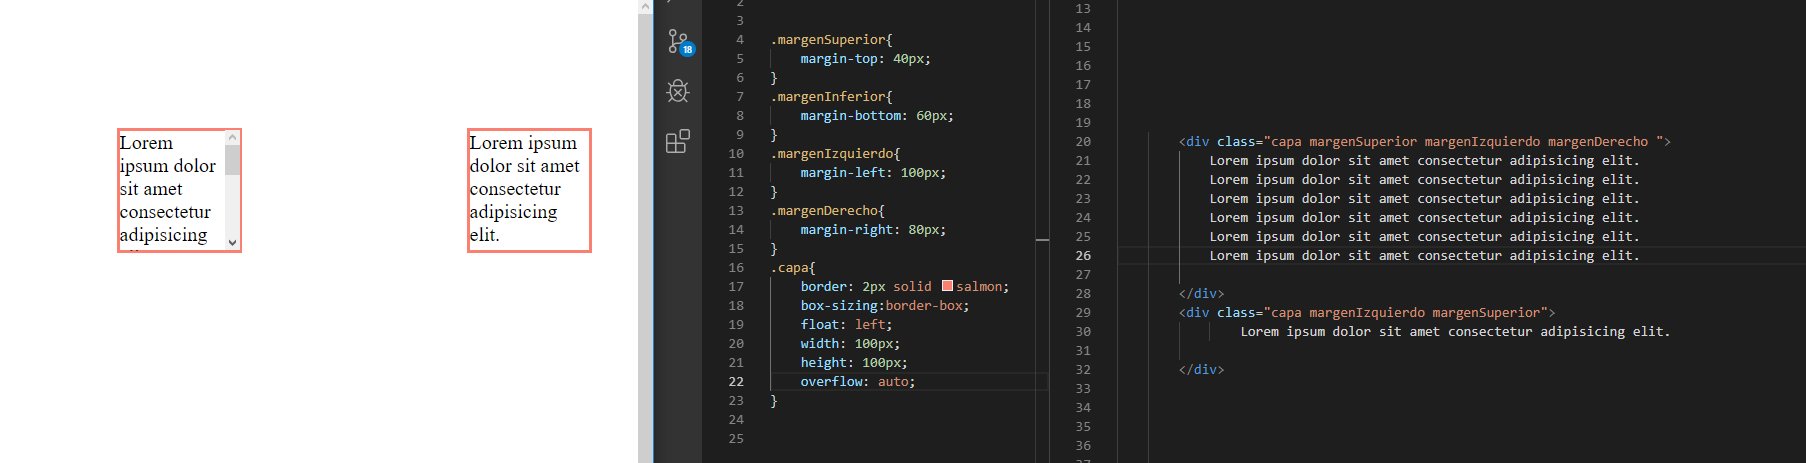 Lorem
ipsum dolor
sit amet
consectetur
adipisicing
Lorem ipsum
dolor sit amet
consectetur
adipisicing
elit.
18
2
3
4 .margenSuperior{
5 margin-top: 40px;
6 }
7 .margenInferior{
8 margin-bottom: 60px;
9 }
10 .margenIzquierdo{
11 margin-left: 100px;
12 }
13 .margenDerecho{
14 margin-right: 80px;
15 }
16 .capa{
17 border: 2px solid salmon;
18 box-sizing:border-box;
19 float: left;
20 width: 100px;
21 height: 100px;
22 overflow: auto;
23 }
24
25
13
14
15
16
17
18
19
20 <div class="capa margenSuperior margenIzquierdo margenDerecho ">
21 Lorem ipsum dolor sit amet consectetur adipisicing elit.
22 Lorem ipsum dolor sit amet consectetur adipisicing elit.
23 Lorem ipsum dolor sit amet consectetur adipisicing elit.
24 Lorem ipsum dolor sit amet consectetur adipisicing elit.
25 Lorem ipsum dolor sit amet consectetur adipisicing elit.
26 Lorem ipsum dolor sit amet consectetur adipisicing elit.
27
28 </div>
29 <div class="capa margenIzquierdo margenSuperior">
30 Lorem ipsum dolor sit amet consectetur adipisicing elit.
31
32 </div>
33
34
35
36